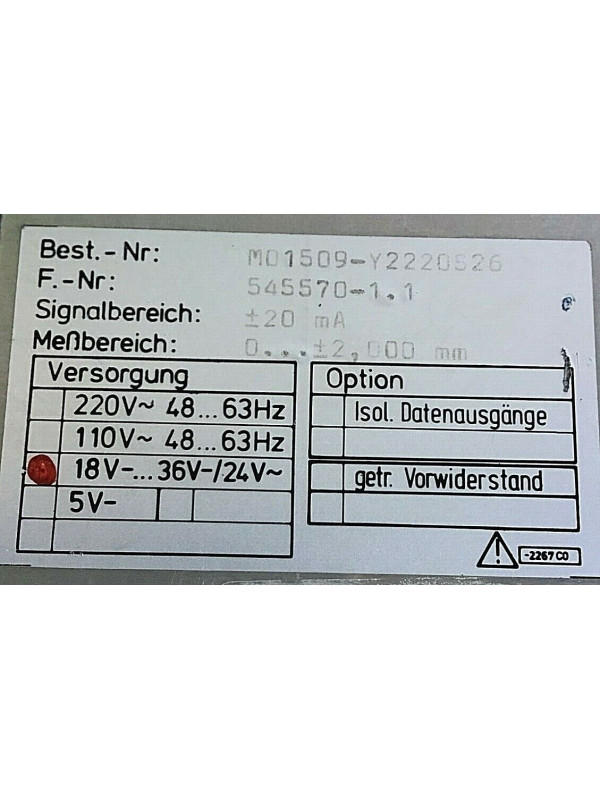 Best.-Nr: M01509-Y2220526
F.-Nr: 545570-1.1
Signalbereich: ±20 mA
Meßbereich: 0...±2,000 mm
Versorgung
220V~ 48...63Hz
110V~ 48...63Hz
18V-...36V-/24V~
5V-
Option
Isol. Datenausgänge
getr. Vorwiderstand
-2267 C0